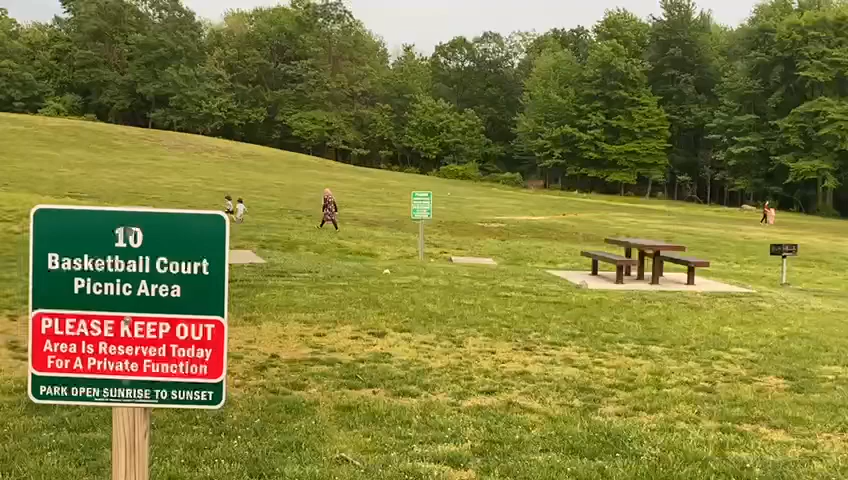 10
Basketball Court
Picnic Area
PLEASE KEEP OUT
Area Is Reserved Today
For A Private Function
PARK OPEN SUNRISE TO SUNSET